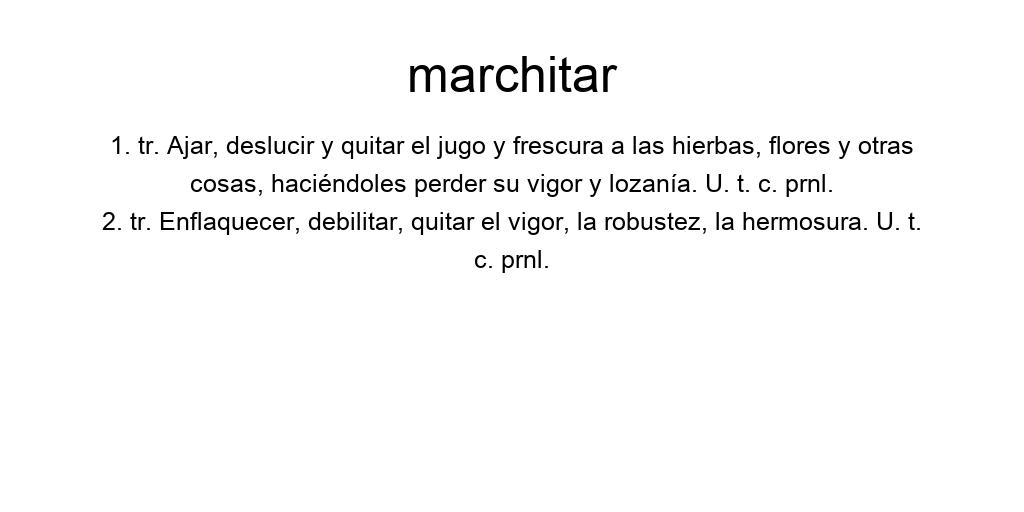 marchitar
1. tr. Ajar, deslucir y quitar el jugo y frescura a las hierbas, flores y otras
cosas, haciéndoles perder su vigor y lozanía. U. t. c. prnl.
2. tr. Enflaquecer, debilitar, quitar el vigor, la robustez, la hermosura. U. t.
c. prnl.